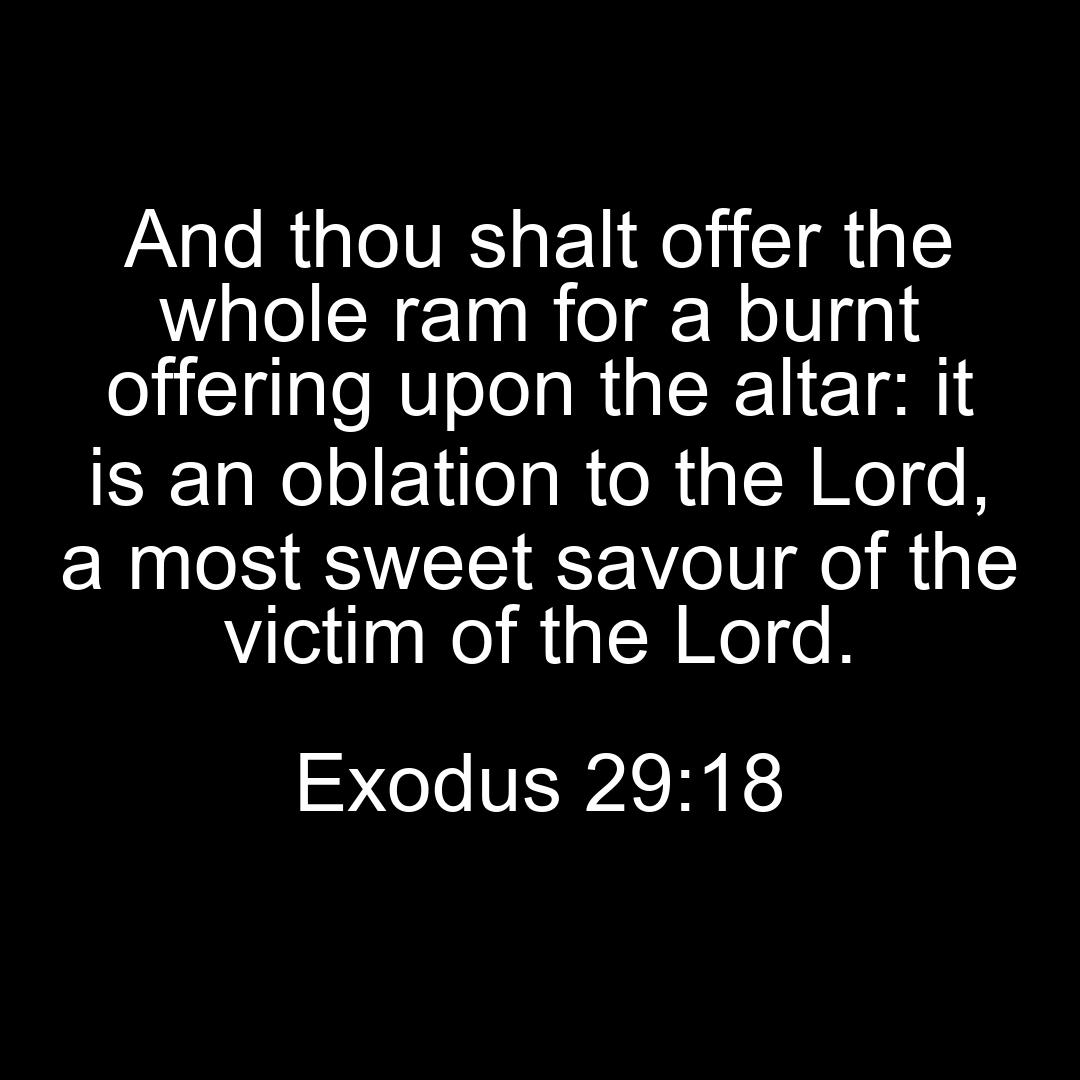 And thou shalt offer the
whole ram for a burnt
offering upon the altar: it
is an oblation to the Lord,
a most sweet savour of the
victim of the Lord.
Exodus 29:18